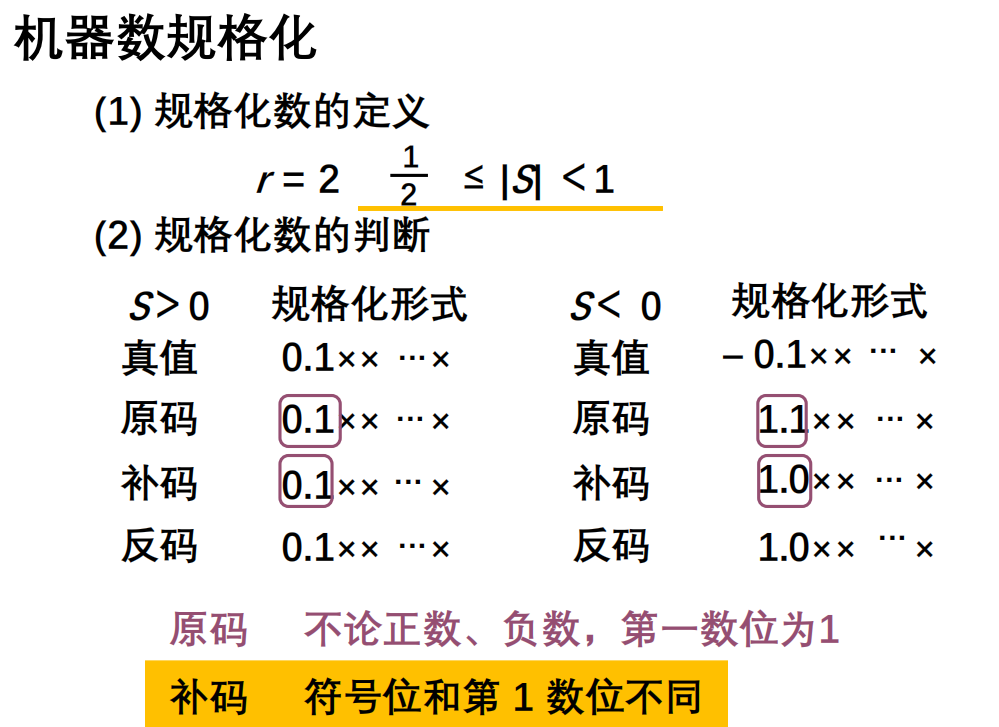 机器数规格化
(1) 规格化数的定义
r = 2 1/2 ≤ |S| < 1
(2) 规格化数的判断
S > 0 规格化形式 S < 0 规格化形式
真值 0.1×× …× 真值 – 0.1×× … ×
原码 0.1×× …× 原码 1.1×× … ×
补码 0.1×× …× 补码 1.0×× … ×
反码 0.1×× …× 反码 1.0×× … ×
原码 不论正数、负数，第一数位为1
补码 符号位和第 1 数位不同